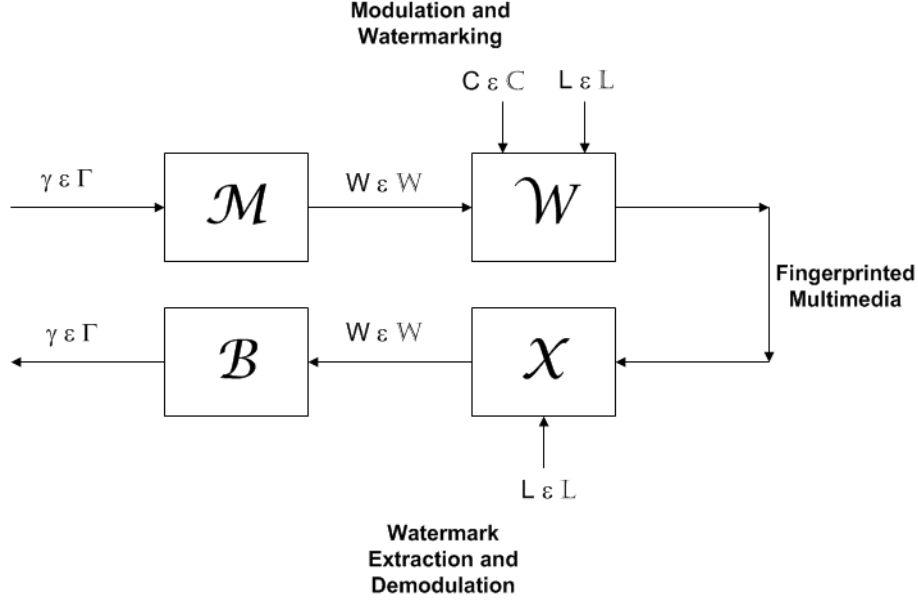 Modulation and
Watermarking
C ε ℂ
L ε 𝕃
γ ε Γ
ℳ
W ε 𝕎
𝒲
Fingerprinted
Multimedia
γ ε Γ
ℬ
W ε 𝕎
𝒳
L ε 𝕃
Watermark
Extraction and
Demodulation